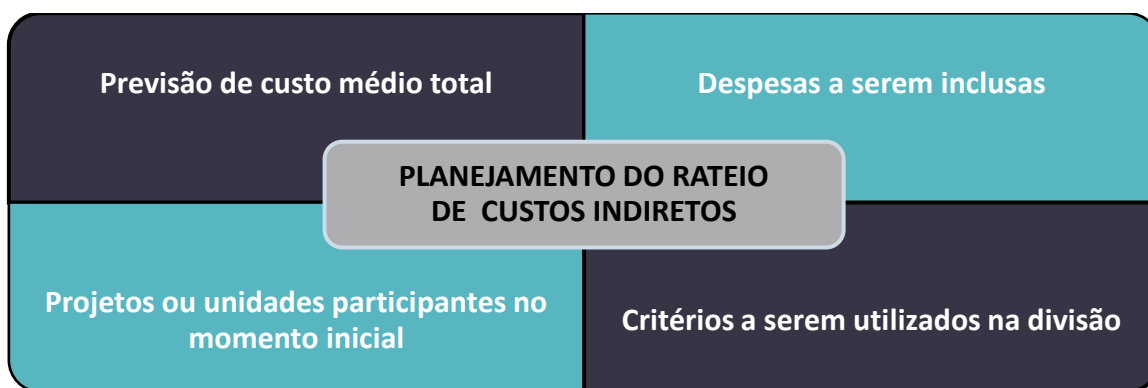 Previsão de custo médio total
Despesas a serem inclusas
PLANEJAMENTO DO RATEIO
DE CUSTOS INDIRETOS
Projetos ou unidades participantes no
momento inicial
Critérios a serem utilizados na divisão